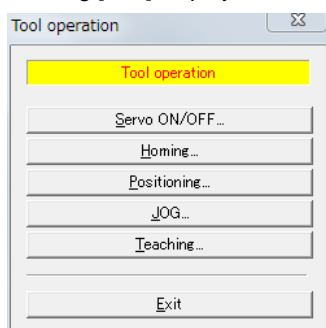 Tool operation
Tool operation
Servo ON/OFF...
Homing...
Positioning...
JOG...
Teaching...
Exit